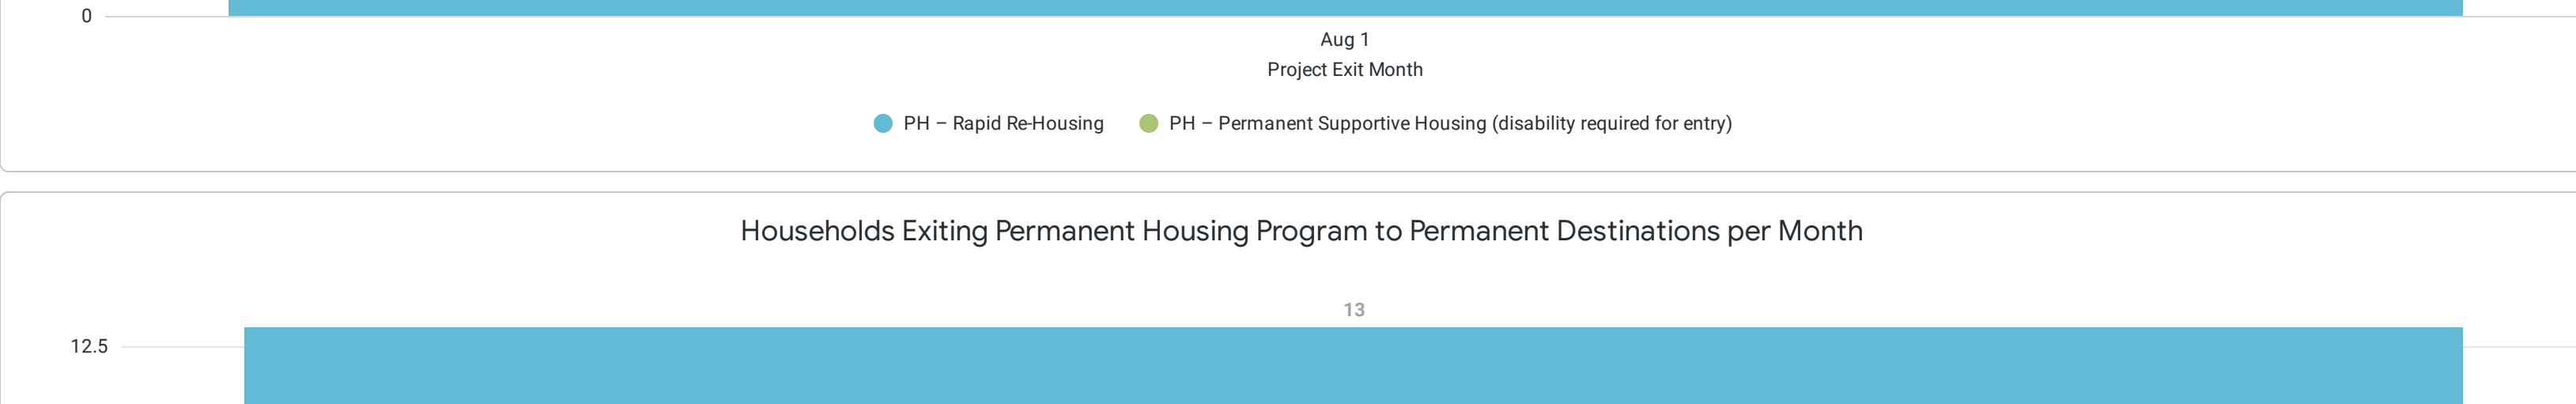 0
Aug 1
Project Exit Month
PH – Rapid Re-Housing PH – Permanent Supportive Housing (disability required for entry)
Households Exiting Permanent Housing Program to Permanent Destinations per Month
13
12.5